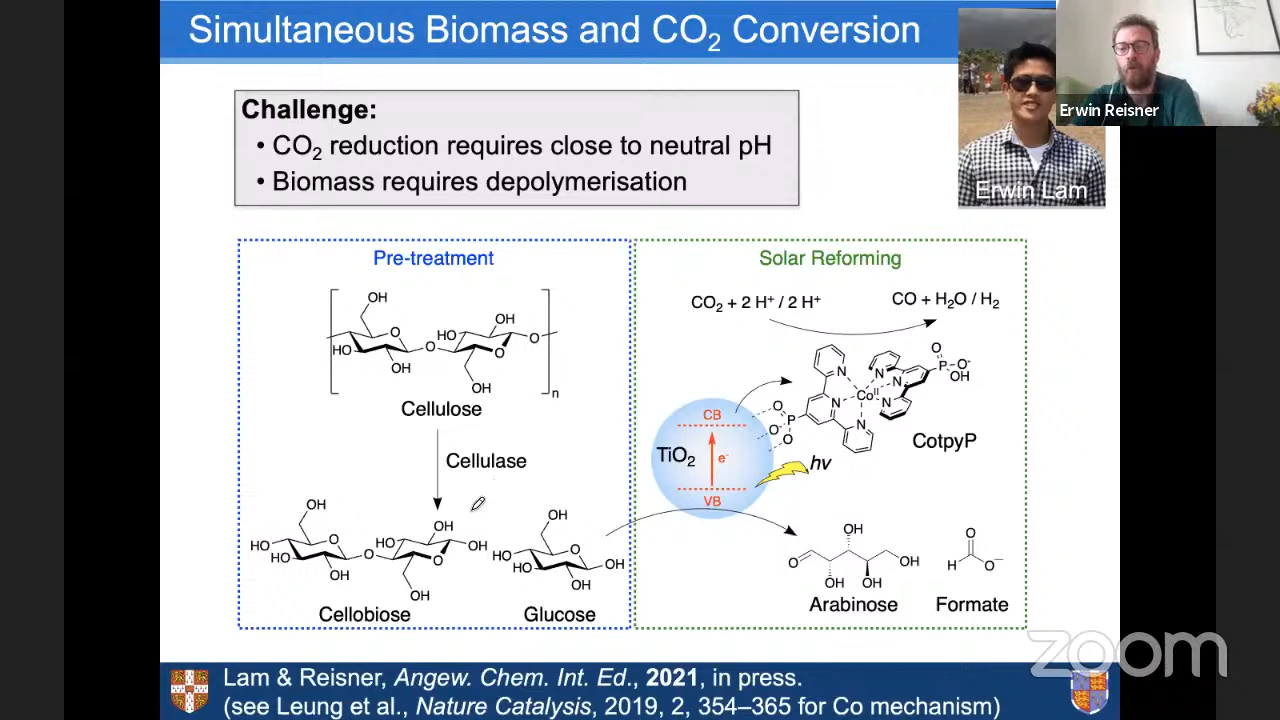 Simultaneous Biomass and CO₂ Conversion
Erwin Reisner
Erwin Lam
Challenge:
• CO₂ reduction requires close to neutral pH
• Biomass requires depolymerisation
Pre-treatment
OH
OH
HO
O
O
HO
O
O
OH
OH
n
Cellulose
Cellulase
OH
OH
HO
O
HO
OH
HO
O
O
OH
OH
Cellobiose
OH
HO
O
HO
OH
OH
Glucose
Solar Reforming
CO₂ + 2 H⁺ / 2 H⁺
CO + H₂O / H₂
N
N
N
Coᴵᴵ
N
N
N
O
P
O⁻
OH
O
O
P
O
CotpyP
CB
TiO₂
e⁻
hv
VB
OH
O
OH
OH
OH
Arabinose
O
H
O⁻
Formate
zoom
Lam & Reisner, Angew. Chem. Int. Ed., 2021, in press.
(see Leung et al., Nature Catalysis, 2019, 2, 354–365 for Co mechanism)